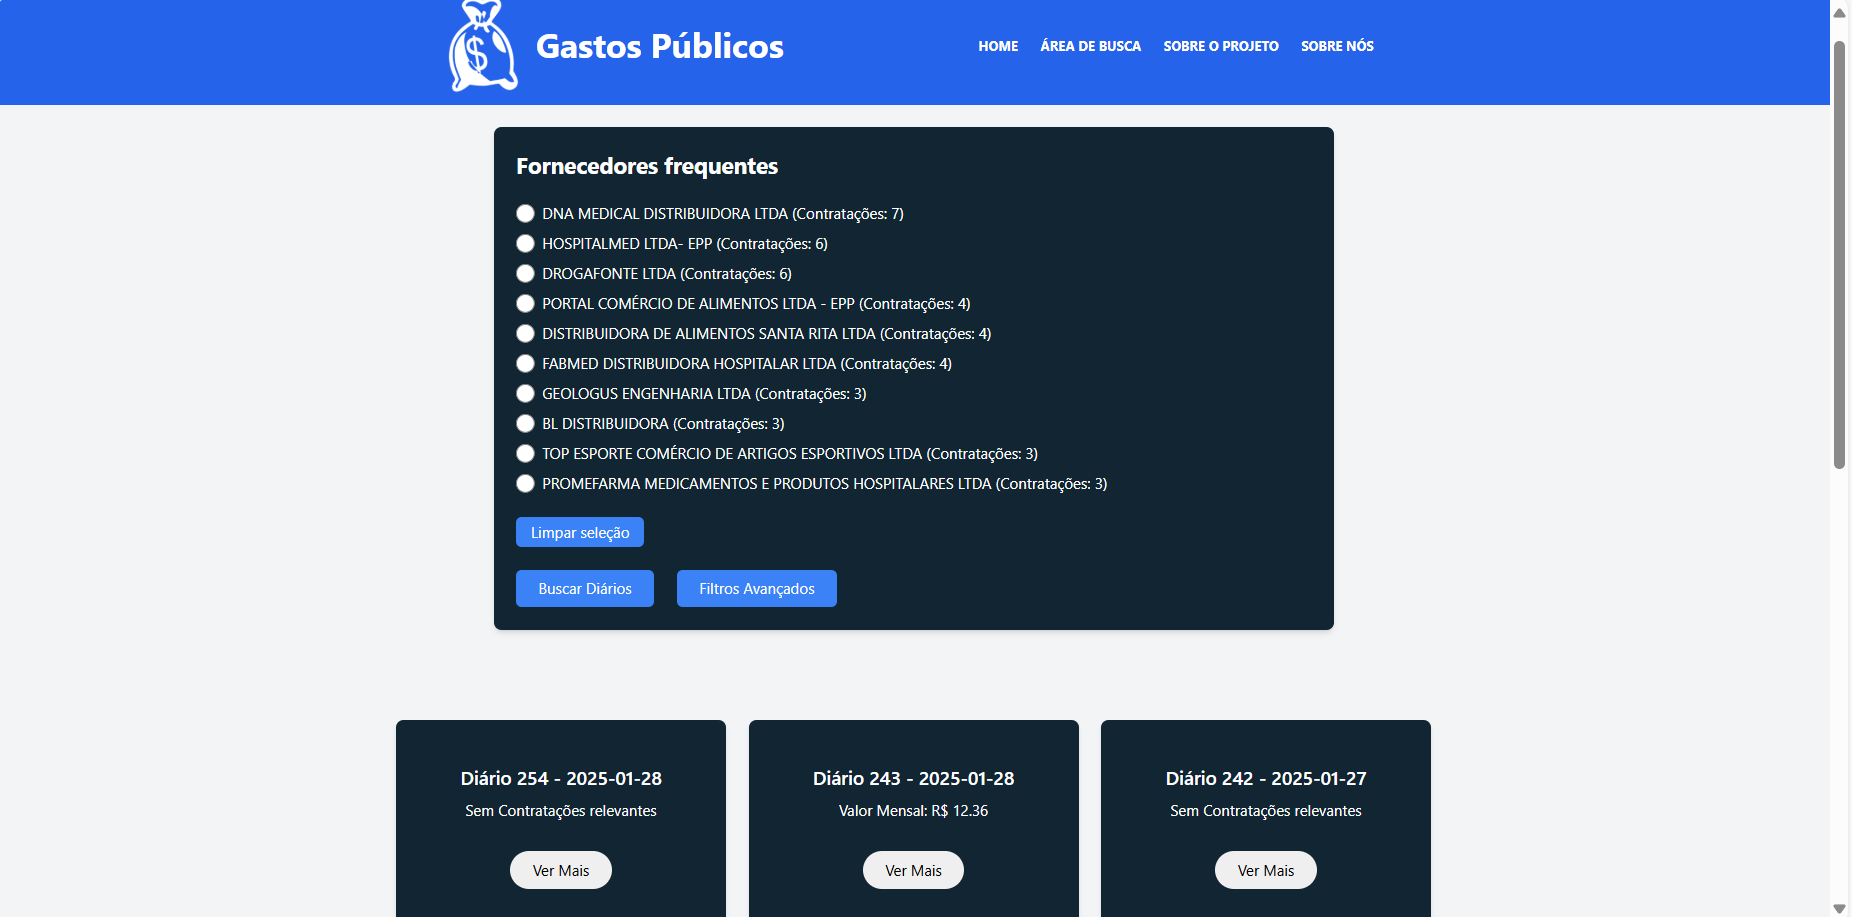 $
Gastos Públicos
HOME ÁREA DE BUSCA SOBRE O PROJETO SOBRE NÓS
Fornecedores frequentes
DNA MEDICAL DISTRIBUIDORA LTDA (Contratações: 7)
HOSPITALMED LTDA- EPP (Contratações: 6)
DROGAFONTE LTDA (Contratações: 6)
PORTAL COMÉRCIO DE ALIMENTOS LTDA - EPP (Contratações: 4)
DISTRIBUIDORA DE ALIMENTOS SANTA RITA LTDA (Contratações: 4)
FABMED DISTRIBUIDORA HOSPITALAR LTDA (Contratações: 4)
GEOLOGUS ENGENHARIA LTDA (Contratações: 3)
BL DISTRIBUIDORA (Contratações: 3)
TOP ESPORTE COMÉRCIO DE ARTIGOS ESPORTIVOS LTDA (Contratações: 3)
PROMEFARMA MEDICAMENTOS E PRODUTOS HOSPITALARES LTDA (Contratações: 3)
Limpar seleção
Buscar Diários Filtros Avançados
Diário 254 - 2025-01-28
Sem Contratações relevantes
Ver Mais
Diário 243 - 2025-01-28
Valor Mensal: R$ 12.36
Ver Mais
Diário 242 - 2025-01-27
Sem Contratações relevantes
Ver Mais